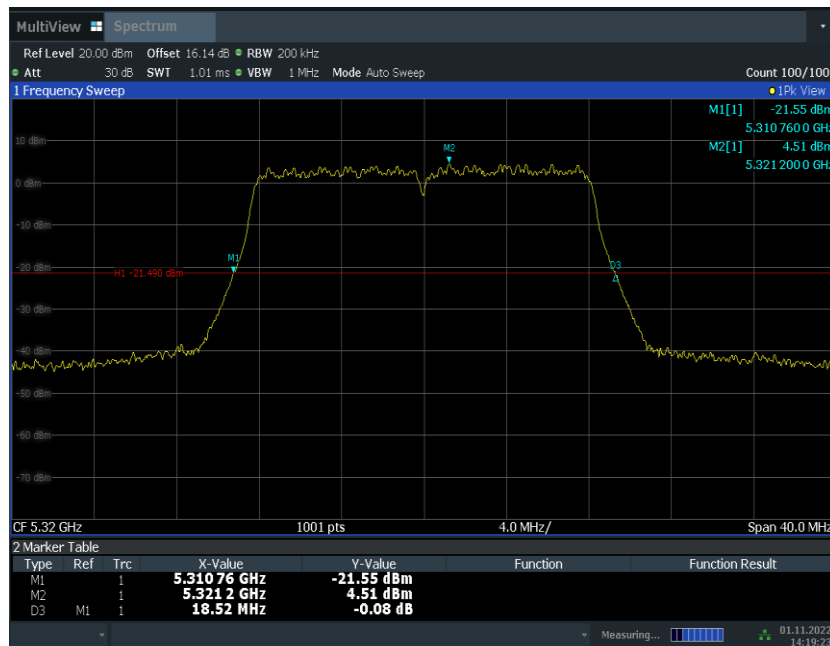 MultiView Spectrum
Ref Level 20.00 dBm Offset 16.14 dB RBW 200 kHz
Att 30 dB SWT 1.01 ms VBW 1 MHz Mode Auto Sweep Count 100/100
1 Frequency Sweep 1Pk View
M1[1] -21.55 dBm
5.310 760 0 GHz
10 dBm
M2
M2[1] 4.51 dBm
5.321 200 0 GHz
0 dBm
-10 dBm
M1
-20 dBm
D3
H1 -21.490 dBm
-30 dBm
-40 dBm
-50 dBm
-60 dBm
-70 dBm
CF 5.32 GHz 1001 pts 4.0 MHz/ Span 40.0 MHz
2 Marker Table
Type Ref Trc X-Value Y-Value Function Function Result
M1 1 5.310 76 GHz -21.55 dBm
M2 1 5.321 2 GHz 4.51 dBm
D3 M1 1 18.52 MHz -0.08 dB
Measuring... 01.11.2022
14:19:23